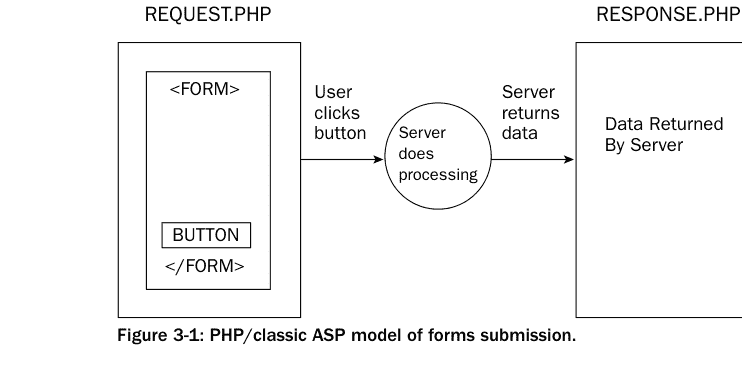 REQUEST.PHP
RESPONSE.PHP
<FORM>
BUTTON
</FORM>
User
clicks
button
Server
does
processing
Server
returns
data
Data Returned
By Server
Figure 3-1: PHP/classic ASP model of forms submission.